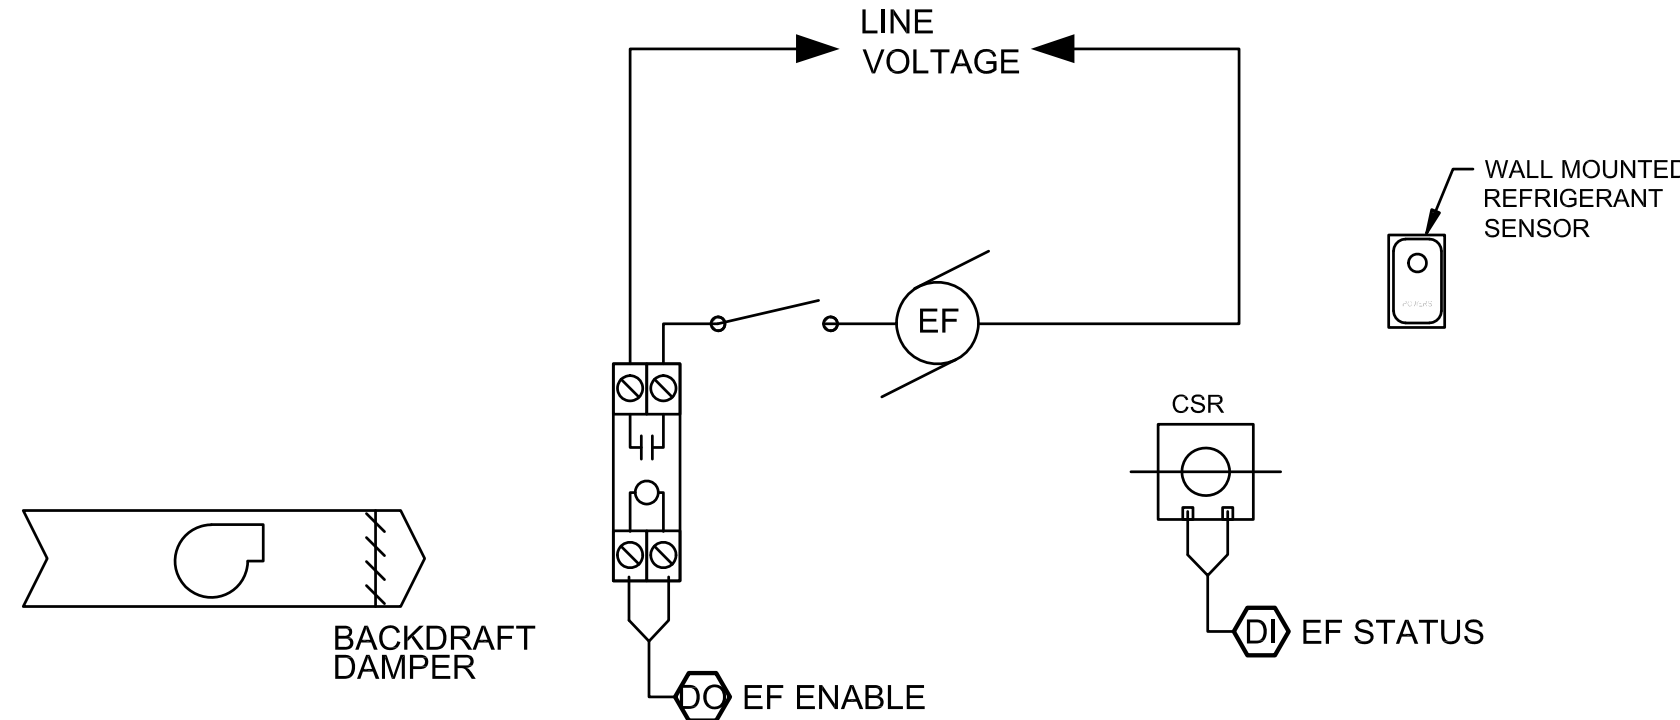 LINE
VOLTAGE
WALL MOUNTED
REFRIGERANT
SENSOR
EF
CSR
BACKDRAFT
DAMPER
DI EF STATUS
DO EF ENABLE